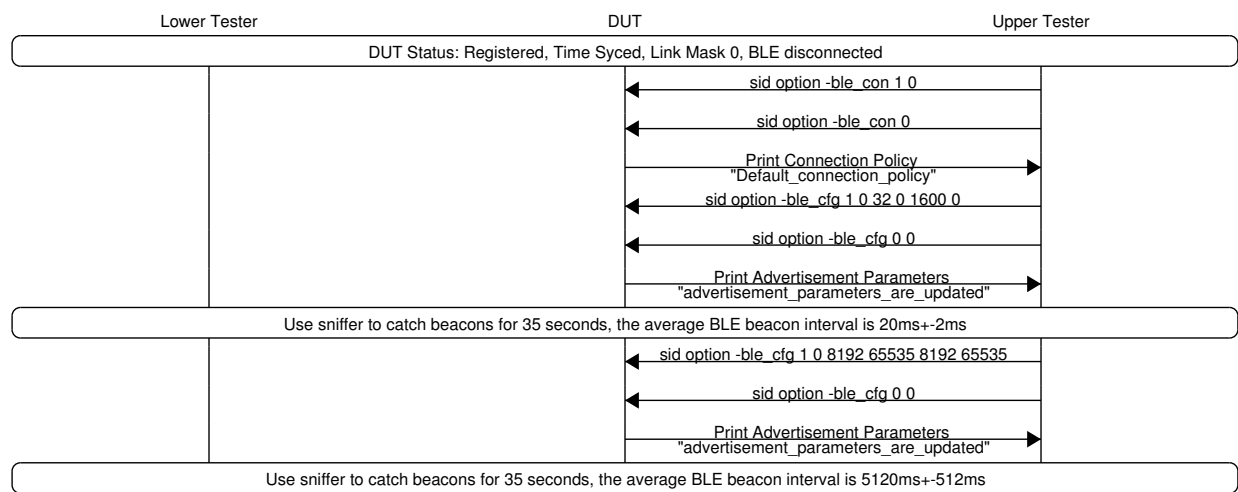 Lower Tester DUT Upper Tester
DUT Status: Registered, Time Syced, Link Mask 0, BLE disconnected
sid option -ble_con 1 0
sid option -ble_con 0
Print Connection Policy
"Default_connection_policy"
sid option -ble_cfg 1 0 32 0 1600 0
sid option -ble_cfg 0 0
Print Advertisement Parameters
"advertisement_parameters_are_updated"
Use sniffer to catch beacons for 35 seconds, the average BLE beacon interval is 20ms+-2ms
sid option -ble_cfg 1 0 8192 65535 8192 65535
sid option -ble_cfg 0 0
Print Advertisement Parameters
"advertisement_parameters_are_updated"
Use sniffer to catch beacons for 35 seconds, the average BLE beacon interval is 5120ms+-512ms